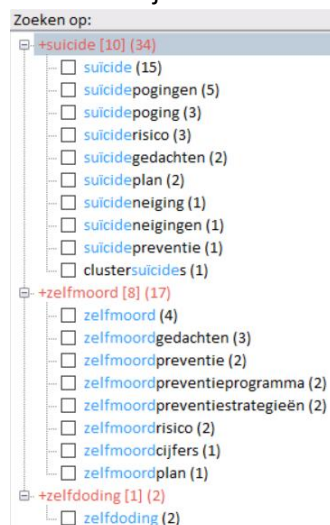 Zoeken op:
+suicide [10] (34)
suïcide (15)
suïcidepogingen (5)
suïcidepoging (3)
suïciderisico (3)
suïcidegedachten (2)
suïcideplan (2)
suïcideneiging (1)
suïcideneigingen (1)
suïcidepreventie (1)
clustersuïcides (1)
+zelfmoord [8] (17)
zelfmoord (4)
zelfmoordgedachten (3)
zelfmoordpreventie (2)
zelfmoordpreventieprogramma (2)
zelfmoordpreventiestrategieën (2)
zelfmoordrisico (2)
zelfmoordcijfers (1)
zelfmoordplan (1)
+zelfdoding [1] (2)
zelfdoding (2)